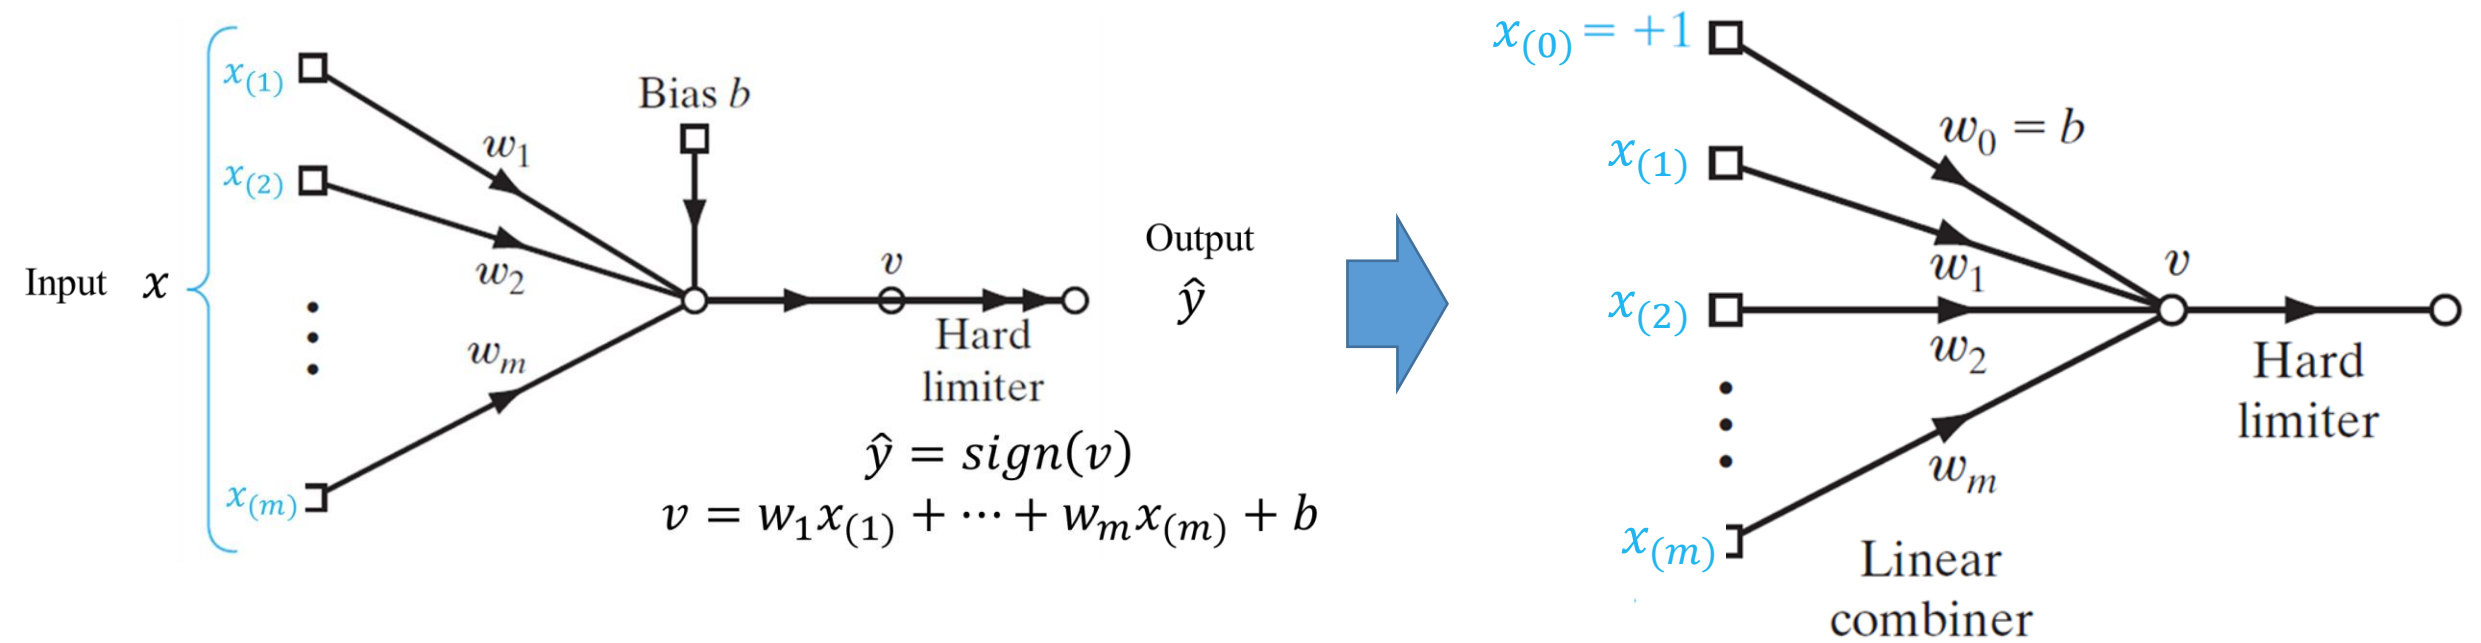 x₍₁₎
Bias b
w₁
x₍₂₎
w₂
Input x
v
Output
ŷ
Hard
limiter
wₘ
x₍ₘ₎
ŷ = sign(v)
v = w₁x₍₁₎ + ⋯ + wₘx₍ₘ₎ + b
x₍₀₎ = +1
w₀ = b
x₍₁₎
w₁
v
x₍₂₎
w₂
Hard
limiter
wₘ
x₍ₘ₎
Linear
combiner